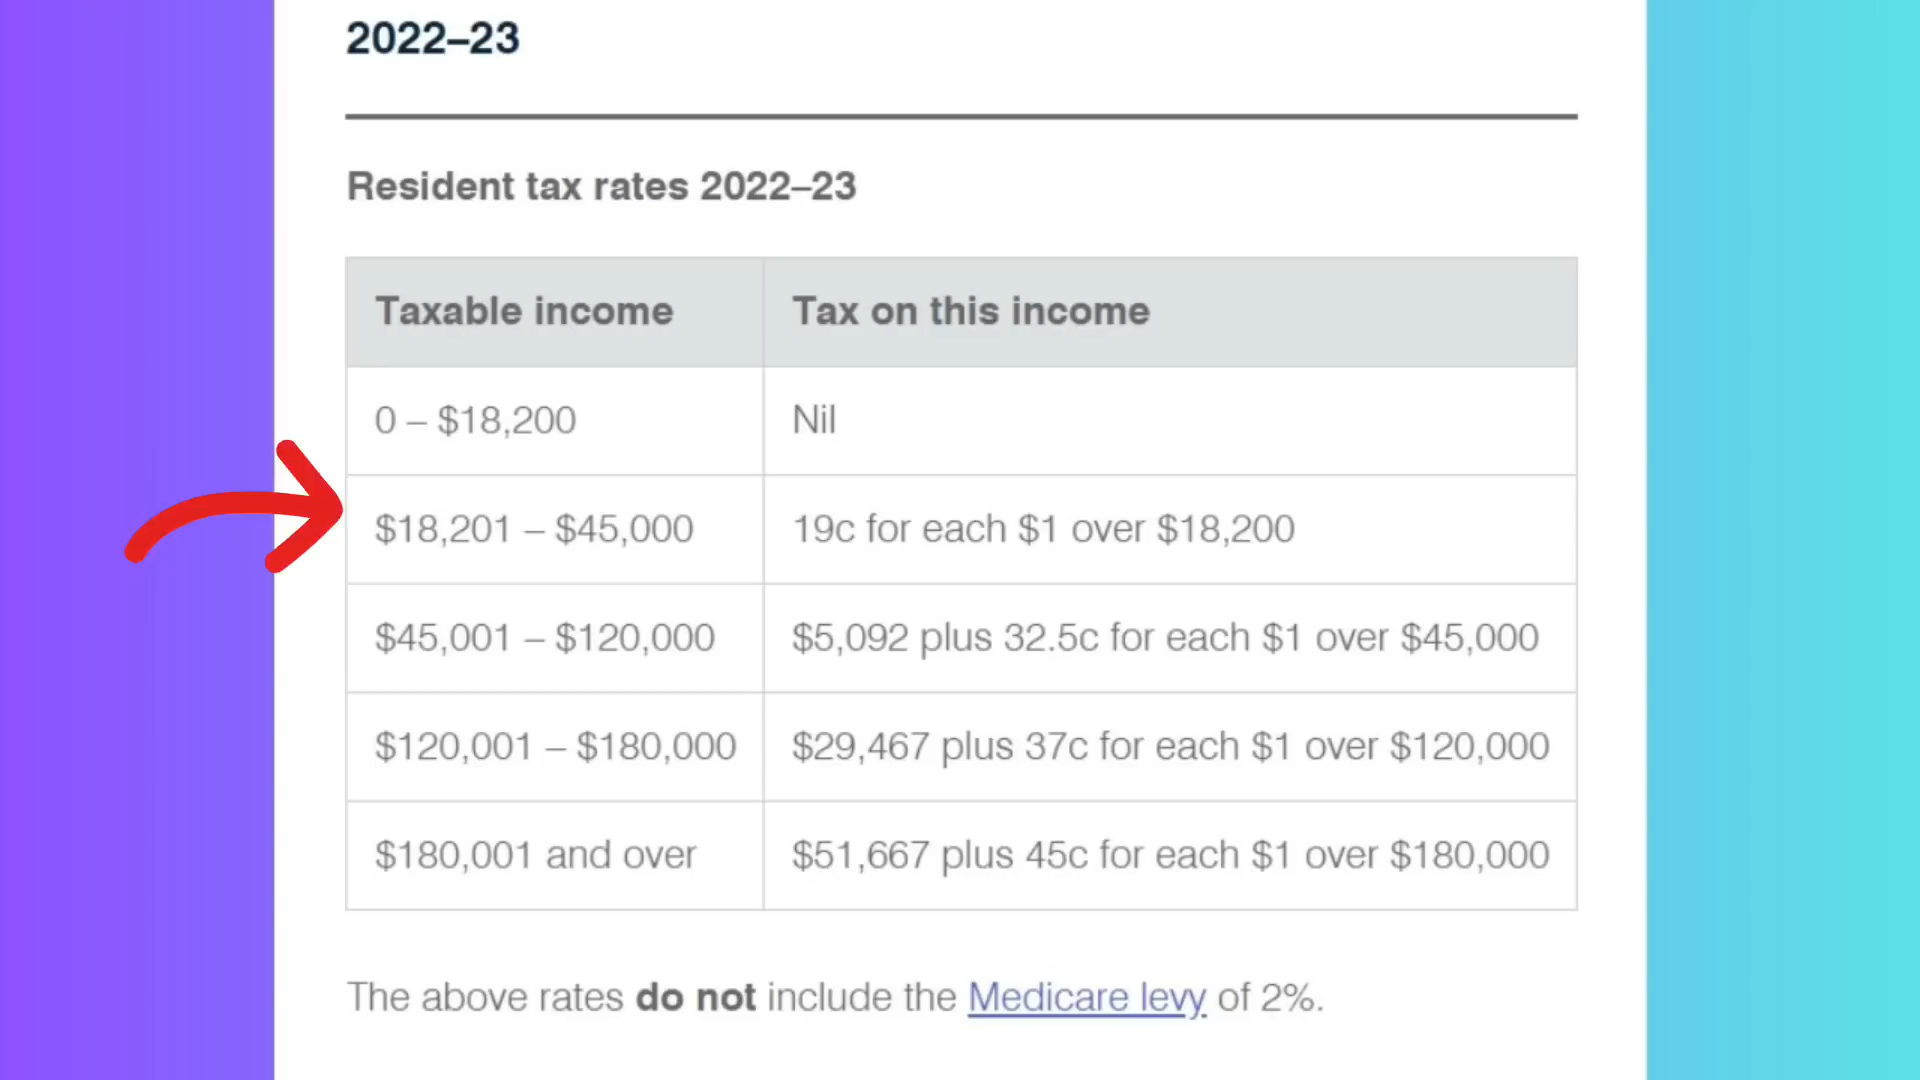 2022–23
Resident tax rates 2022–23
Taxable income
Tax on this income
0 – $18,200
Nil
$18,201 – $45,000
19c for each $1 over $18,200
$45,001 – $120,000
$5,092 plus 32.5c for each $1 over $45,000
$120,001 – $180,000
$29,467 plus 37c for each $1 over $120,000
$180,001 and over
$51,667 plus 45c for each $1 over $180,000
The above rates do not include the Medicare levy of 2%.